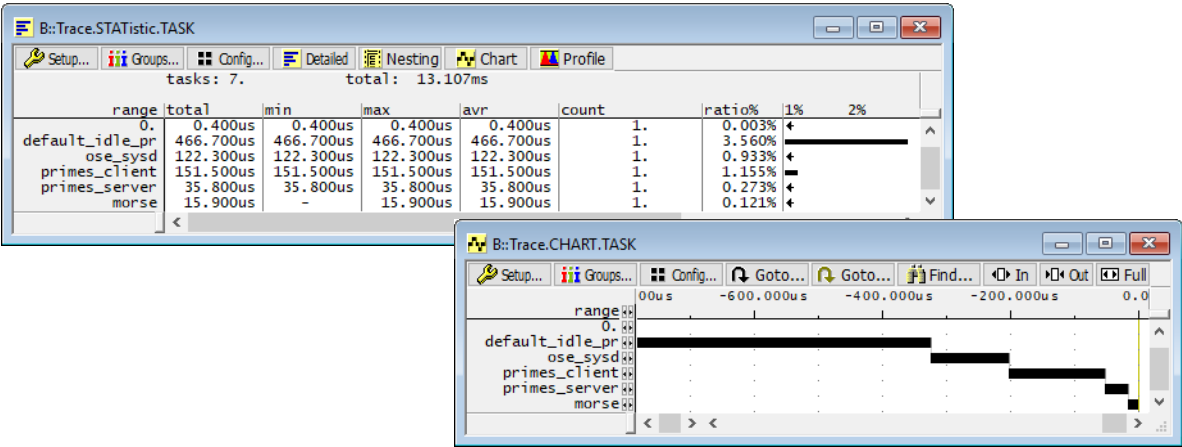 B::Trace.STATistic.TASK
Setup... Groups... Config... Detailed Nesting Chart Profile
tasks: 7. total: 13.107ms
range total min max avr count ratio% 1% 2%
0. 0.400us 0.400us 0.400us 0.400us 1. 0.003%
default_idle_pr 466.700us 466.700us 466.700us 466.700us 1. 3.560%
ose_sysd 122.300us 122.300us 122.300us 122.300us 1. 0.933%
primes_client 151.500us 151.500us 151.500us 151.500us 1. 1.155%
primes_server 35.800us 35.800us 35.800us 35.800us 1. 0.273%
morse 15.900us - 15.900us 15.900us 1. 0.121%
B::Trace.CHART.TASK
Setup... Groups... Config... Goto... Goto... Find... In Out Full
00us -600.000us -400.000us -200.000us 0.0
range
0.
default_idle_pr
ose_sysd
primes_client
primes_server
morse